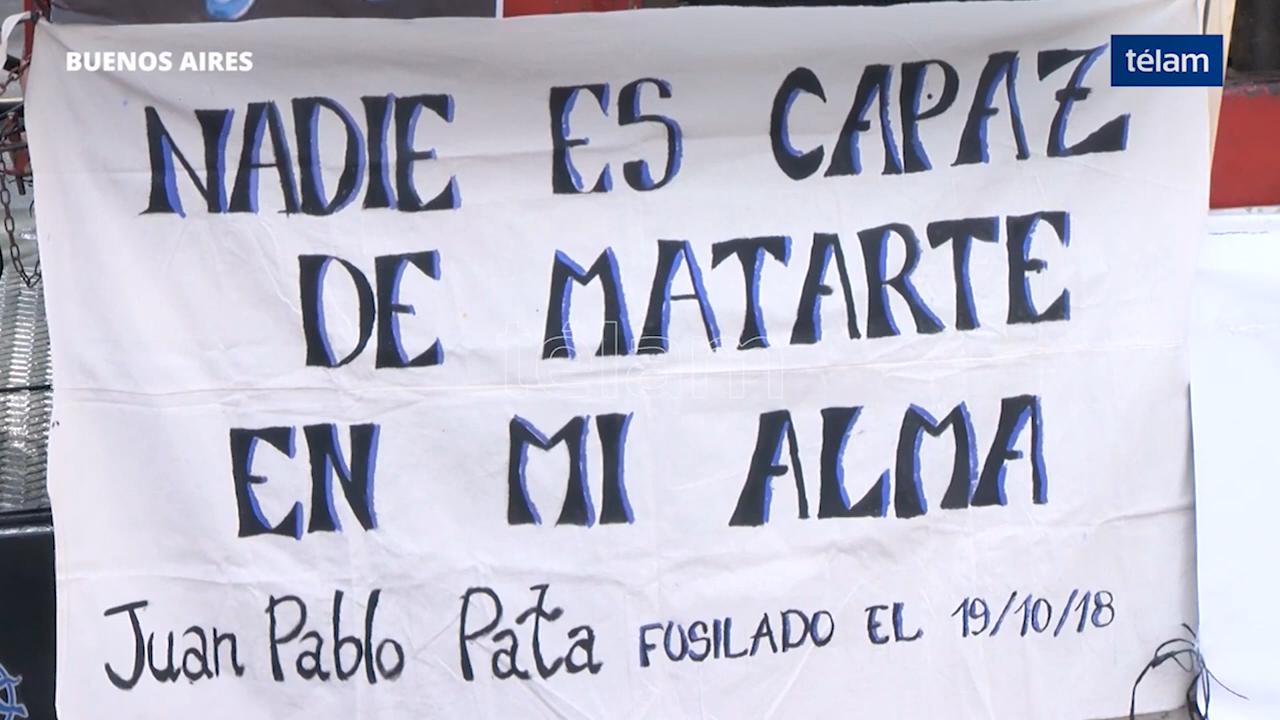 BUENOS AIRES
télam
NADIE ES CAPAZ
DE MATARTE
télam
EN MI ALMA
Juan Pablo Pata FUSILADO EL 19/10/18